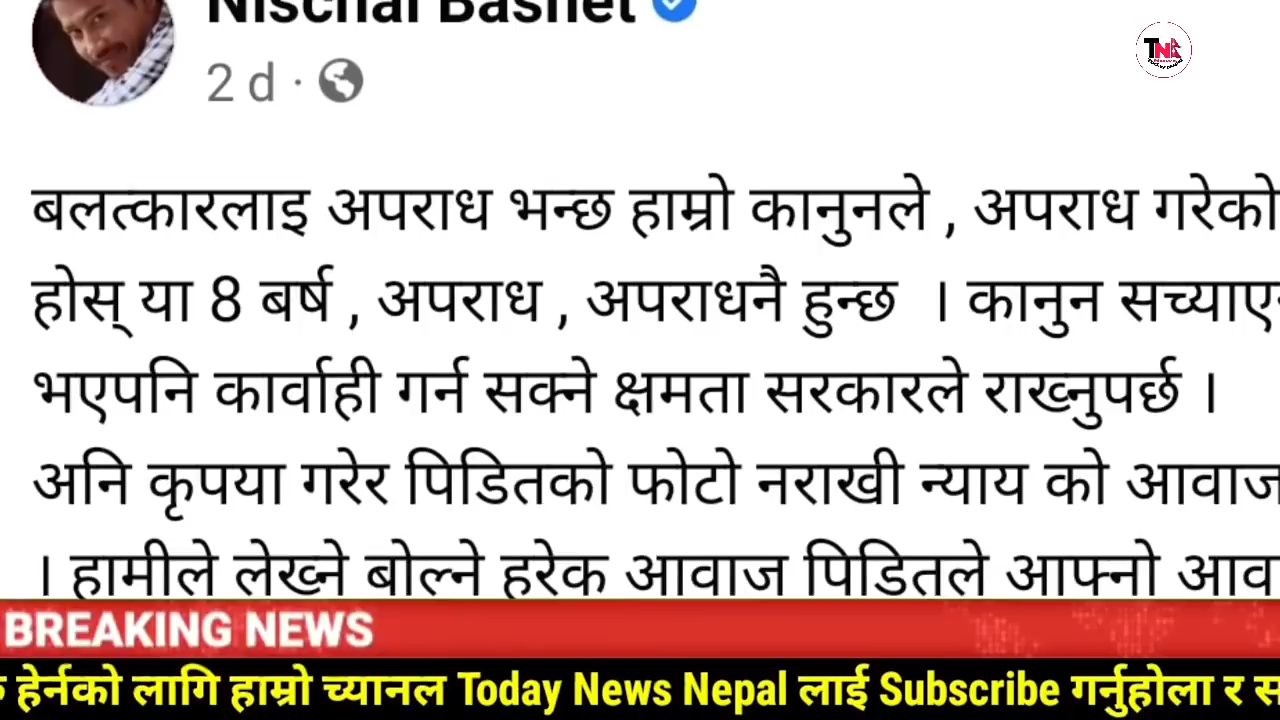 Nischal Basnet
2 d ·
TNN
बलत्कारलाइ अपराध भन्छ हाम्रो कानुनले , अपराध गरेको
होस् या 8 बर्ष , अपराध , अपराधनै हुन्छ । कानुन
भएपनि कार्वाही गर्न सक्ने क्षमता सरकारले राख्नुपर्छ ।
अनि कृपया गरेर पिडितको फोटो नराखी न्याय को आवाज
। हामीले लेख्ने बोल्ने हरेक आवाज पिडितले आफ्नो
BREAKING NEWS
हेर्नको लागि हाम्रो च्यानल Today News Nepal लाई Subscribe गर्नुहोला र